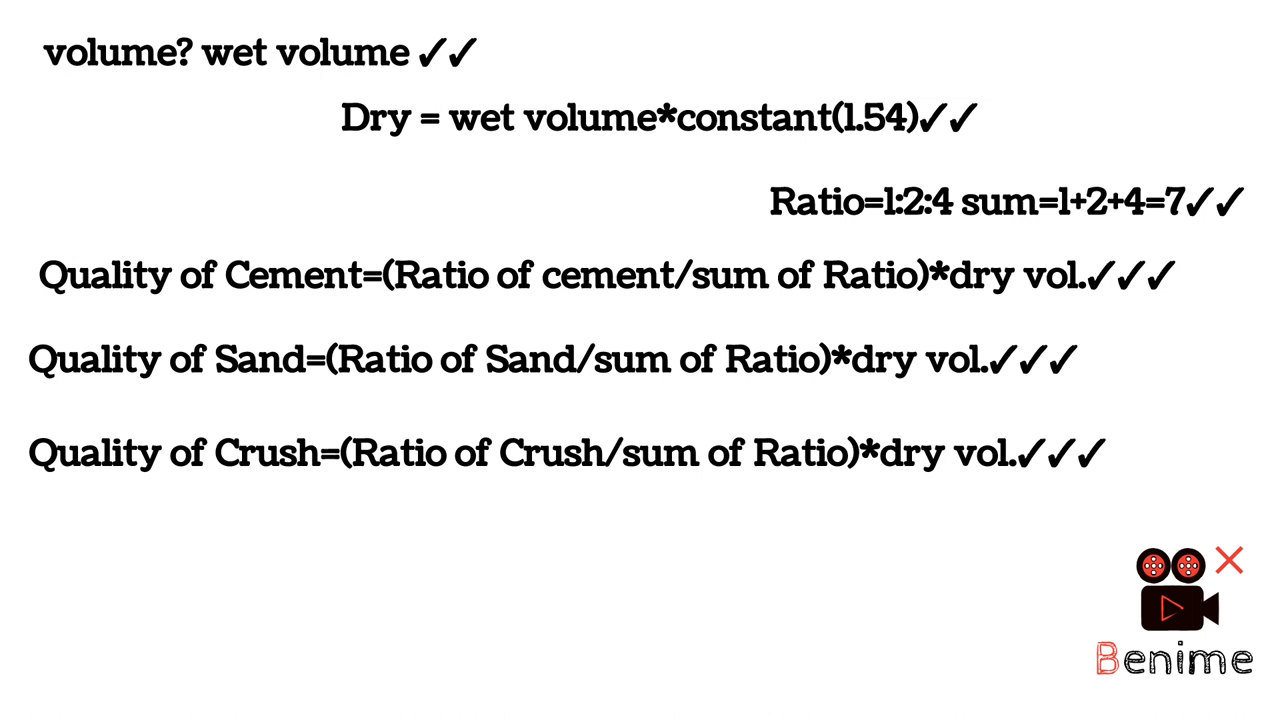 volume? wet volume ✓✓
Dry = wet volume*constant(1.54)✓✓
Ratio=1:2:4 sum=1+2+4=7✓✓
Quality of Cement=(Ratio of cement/sum of Ratio)*dry vol.✓✓✓
Quality of Sand=(Ratio of Sand/sum of Ratio)*dry vol.✓✓✓
Quality of Crush=(Ratio of Crush/sum of Ratio)*dry vol.✓✓✓
Benime